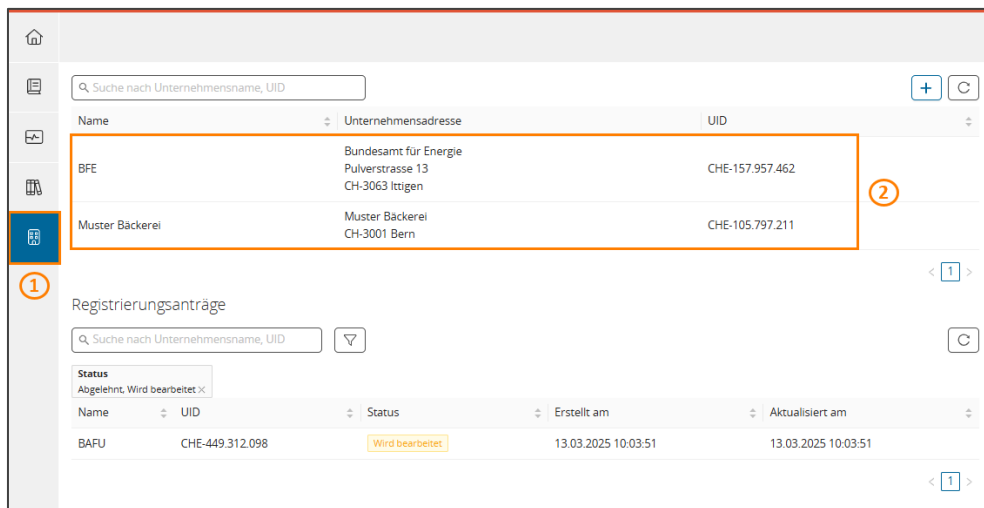 Suche nach Unternehmensname, UID
Name Unternehmensadresse UID
BFE
Bundesamt für Energie
Pulverstrasse 13
CH-3063 Ittigen
CHE-157.957.462
2
Muster Bäckerei
Muster Bäckerei
CH-3001 Bern
CHE-105.797.211
1
< 1 >
Registrierungsanträge
Suche nach Unternehmensname, UID
Status
Abgelehnt, Wird bearbeitet ×
Name UID Status Erstellt am Aktualisiert am
BAFU CHE-449.312.098 Wird bearbeitet 13.03.2025 10:03:51 13.03.2025 10:03:51
< 1 >